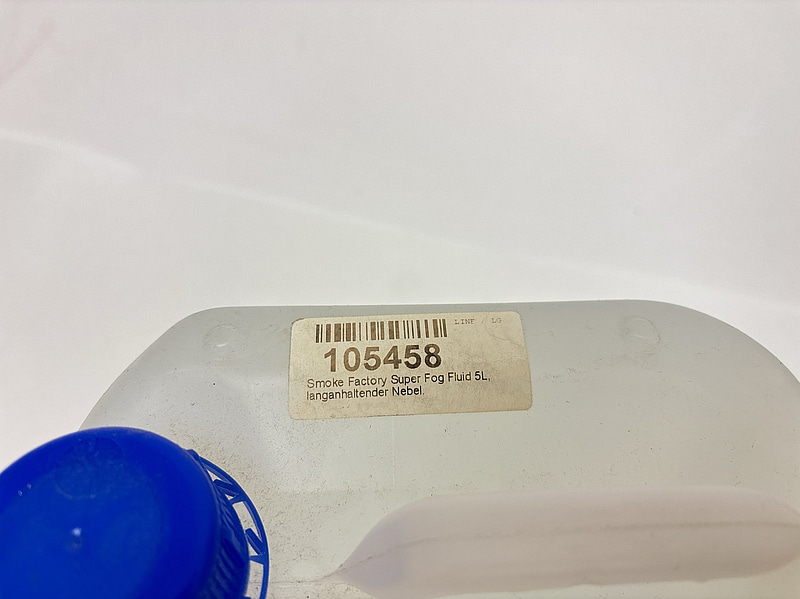 LINF / LG
105458
Smoke Factory Super Fog Fluid 5L,
langanhaltender Nebel.